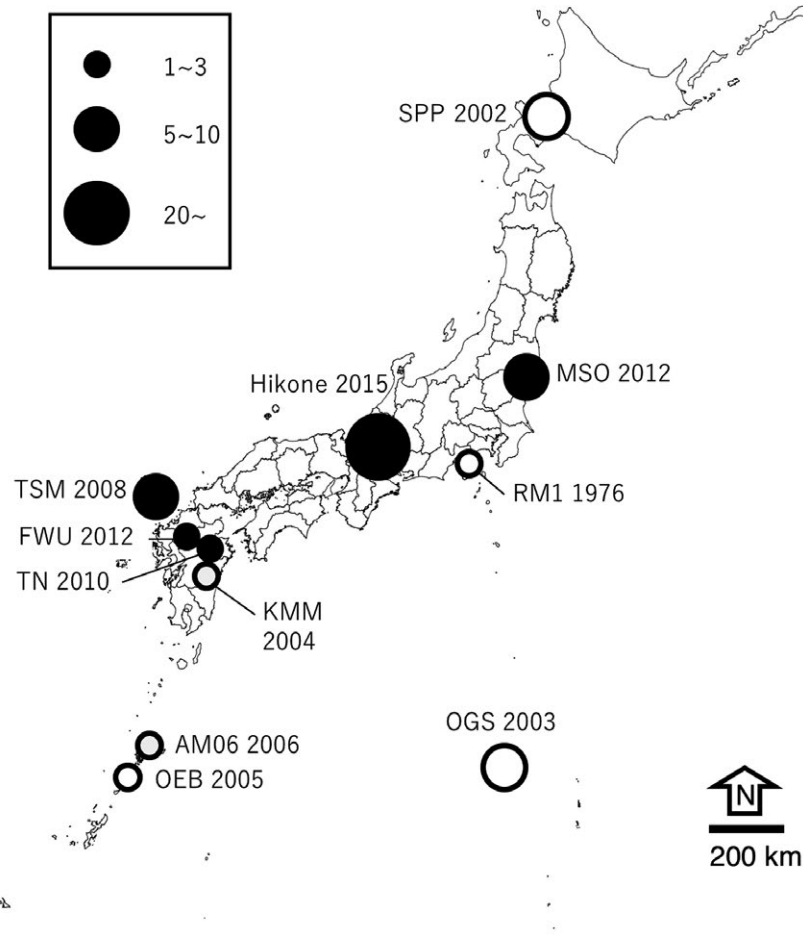 1~3
5~10
20~
SPP 2002
MSO 2012
Hikone 2015
RM1 1976
TSM 2008
FWU 2012
TN 2010
KMM
2004
OGS 2003
AM06 2006
OEB 2005
N
200 km